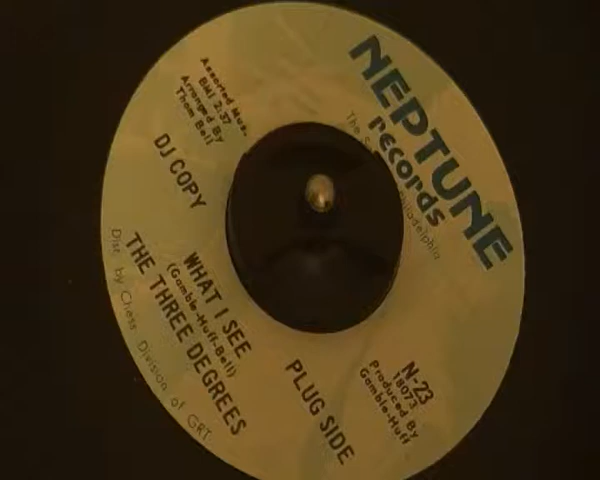 NEPTUNE
records
The S Philadelphia
Assorted Mus.
BMI 2:37
Arranged By
Thom Bell
DJ COPY
N-23
18073
Produced By
Gamble-Huff
PLUG SIDE
WHAT I SEE
(Gamble-Huff-Bell)
THE THREE DEGREES
Dist. by Chess Division of GRT